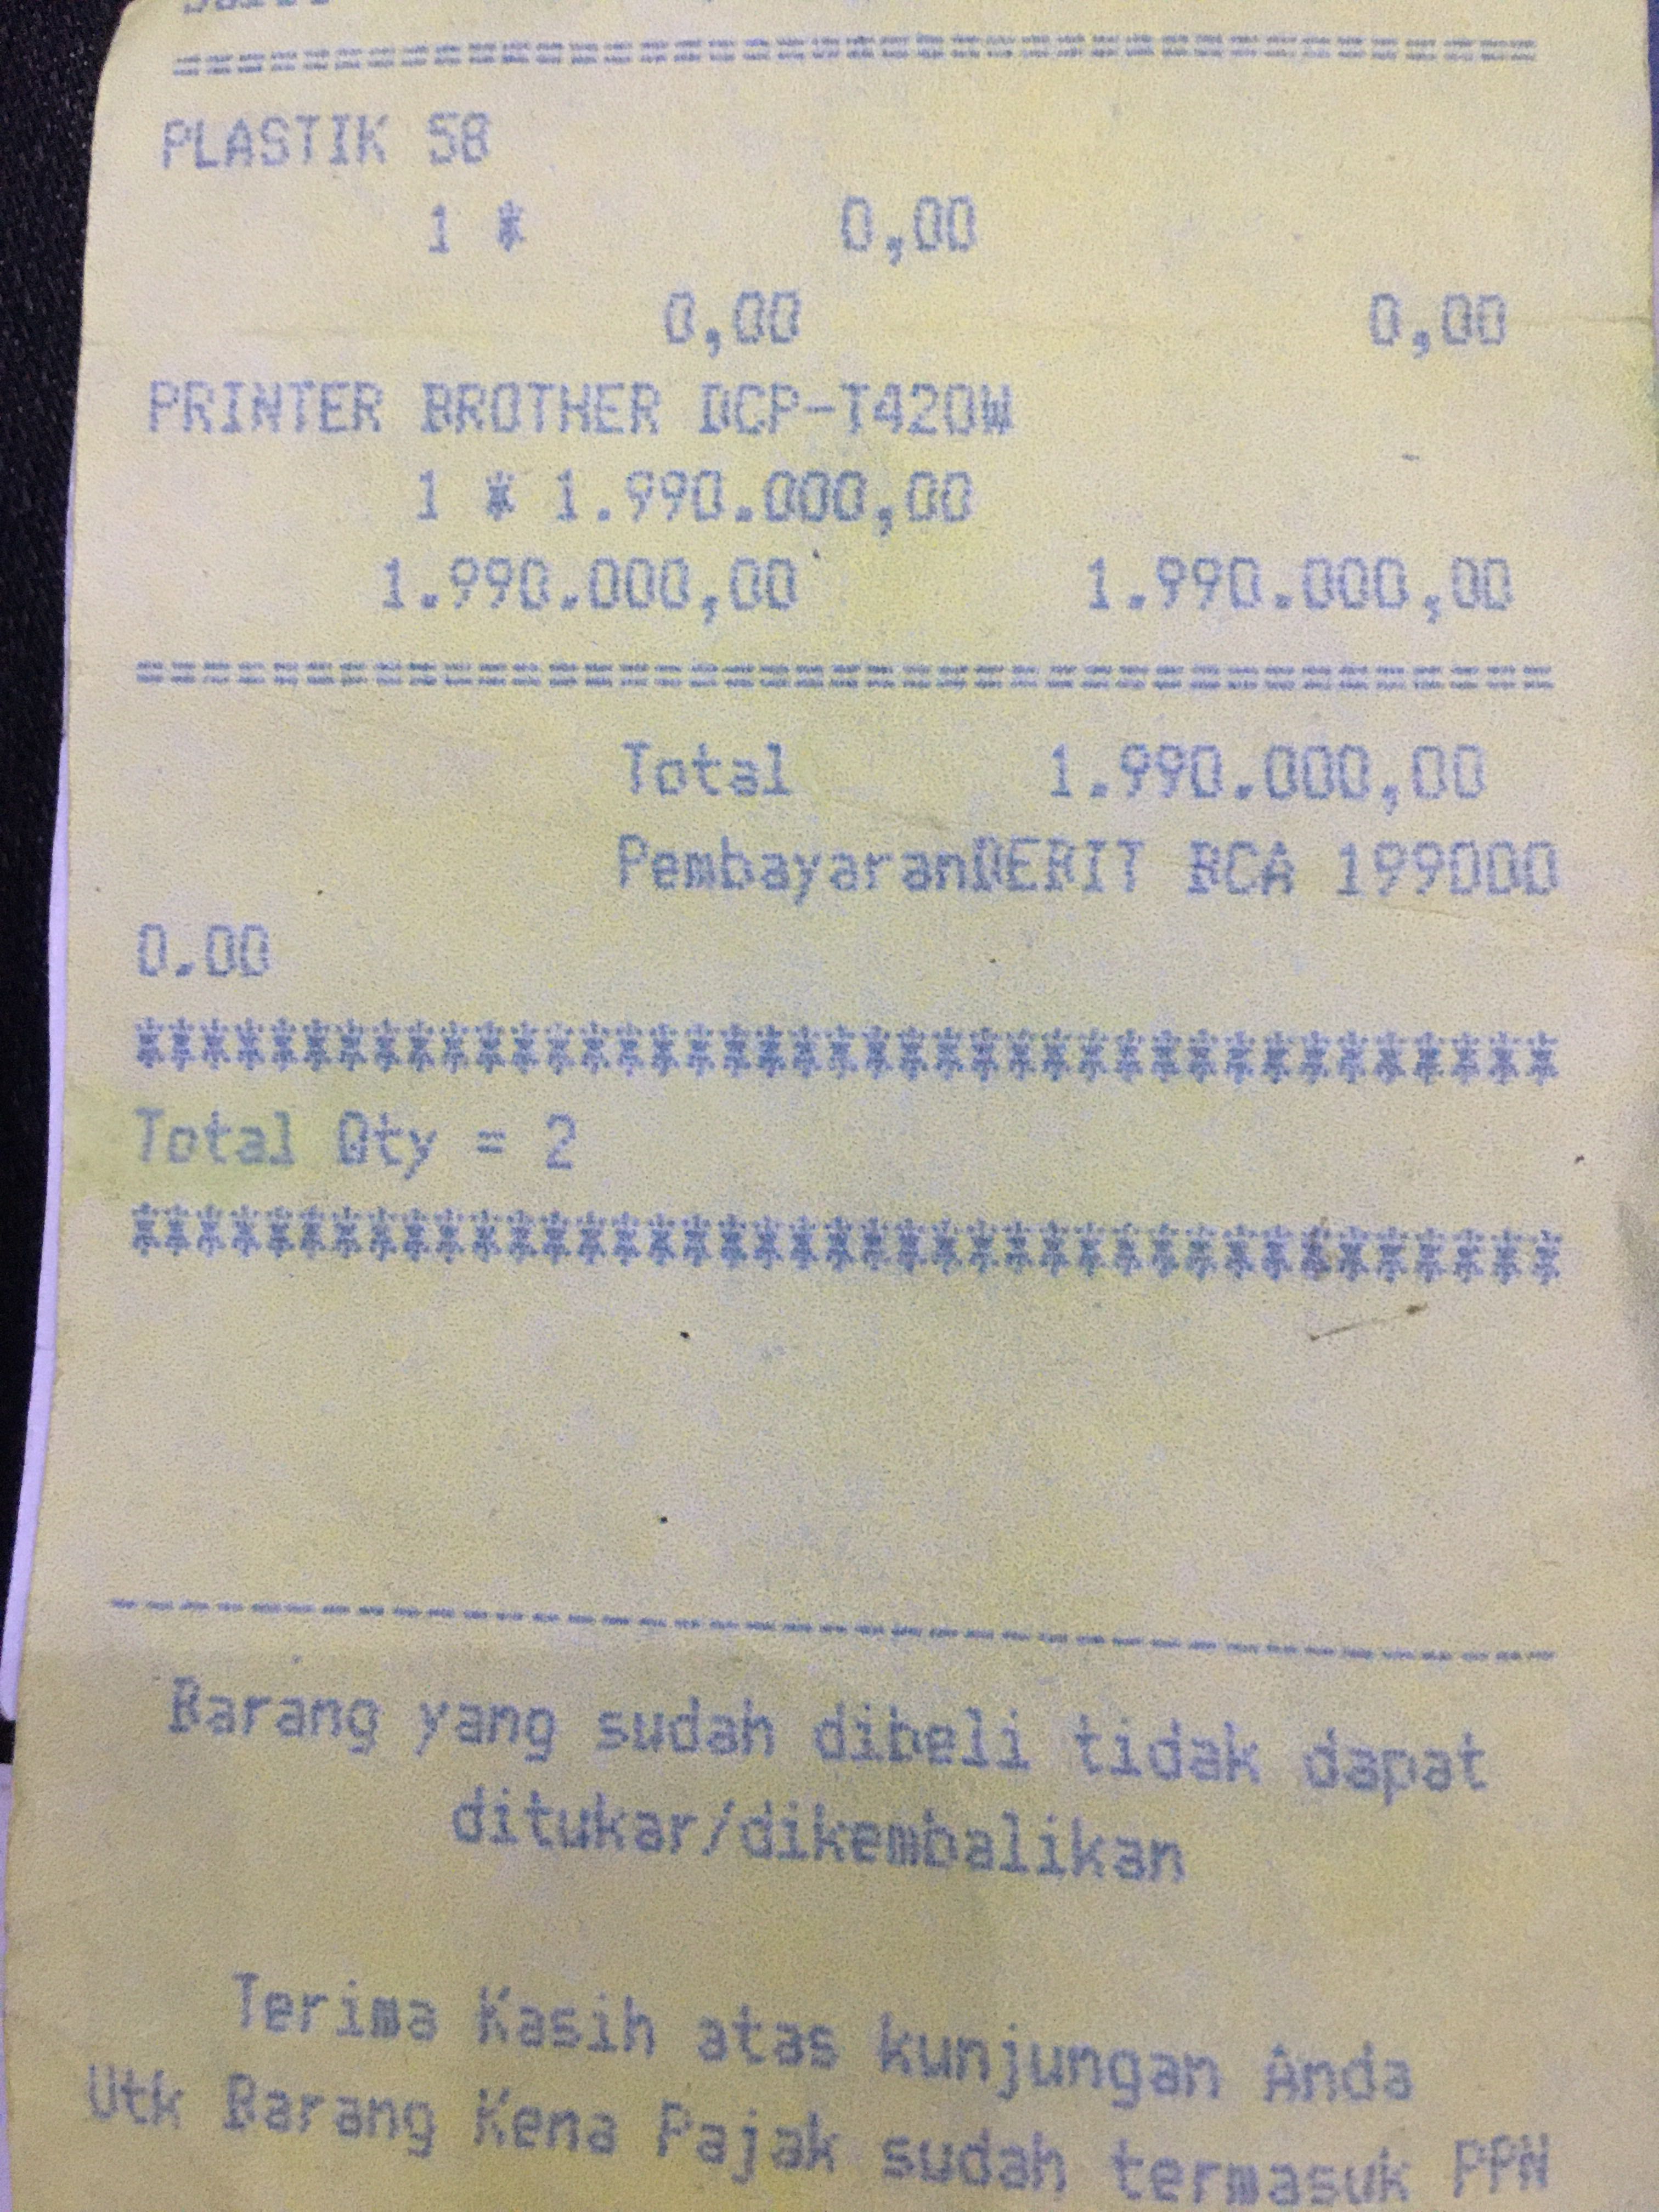 ================================
PLASTIK 58
1 * 0,00
0,00 0,00
PRINTER BROTHER DCP-T420W
1 * 1.990.000,00
1.990.000,00 1.990.000,00
================================
Total 1.990.000,00
PembayaranDEBIT BCA 199000
0.00
****************************************
Total Qty = 2
****************************************
----------------------------------------
Barang yang sudah dibeli tidak dapat
ditukar/dikembalikan
Terima Kasih atas kunjungan Anda
Utk Barang Kena Pajak sudah termasuk PPN